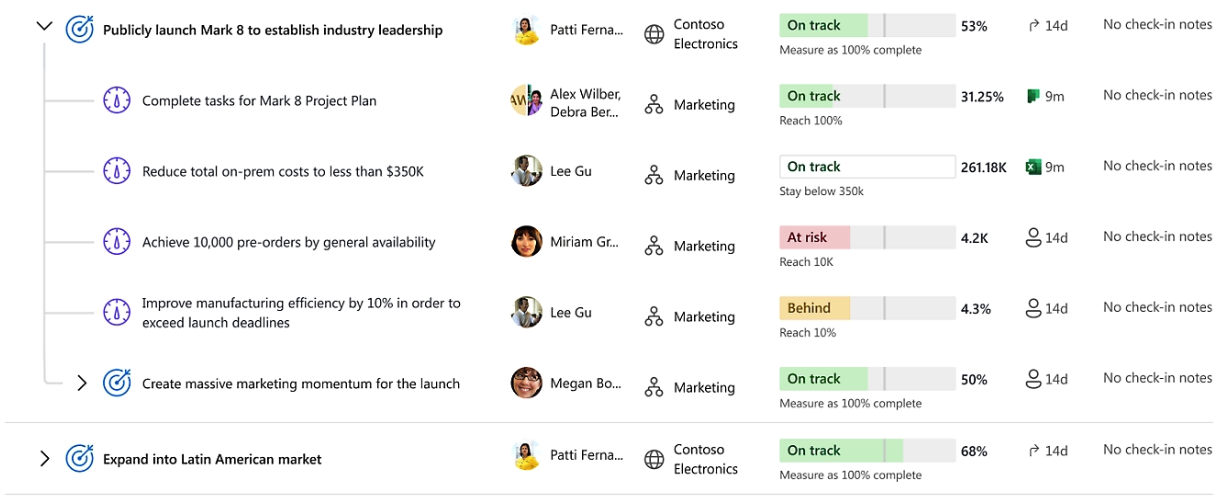 Publicly launch Mark 8 to establish industry leadership
Patti Ferna...
Contoso
Electronics
On track
53%
14d
No check-in notes
Measure as 100% complete
Complete tasks for Mark 8 Project Plan
AW
Alex Wilber,
Debra Ber...
Marketing
On track
31.25%
9m
No check-in notes
Reach 100%
Reduce total on-prem costs to less than $350K
Lee Gu
Marketing
On track
261.18K
9m
No check-in notes
Stay below 350k
Achieve 10,000 pre-orders by general availability
Miriam Gr...
Marketing
At risk
4.2K
14d
No check-in notes
Reach 10K
Improve manufacturing efficiency by 10% in order to
exceed launch deadlines
Lee Gu
Marketing
Behind
4.3%
14d
No check-in notes
Reach 10%
Create massive marketing momentum for the launch
Megan Bo...
Marketing
On track
50%
14d
No check-in notes
Measure as 100% complete
Expand into Latin American market
Patti Ferna...
Contoso
Electronics
On track
68%
14d
No check-in notes
Measure as 100% complete